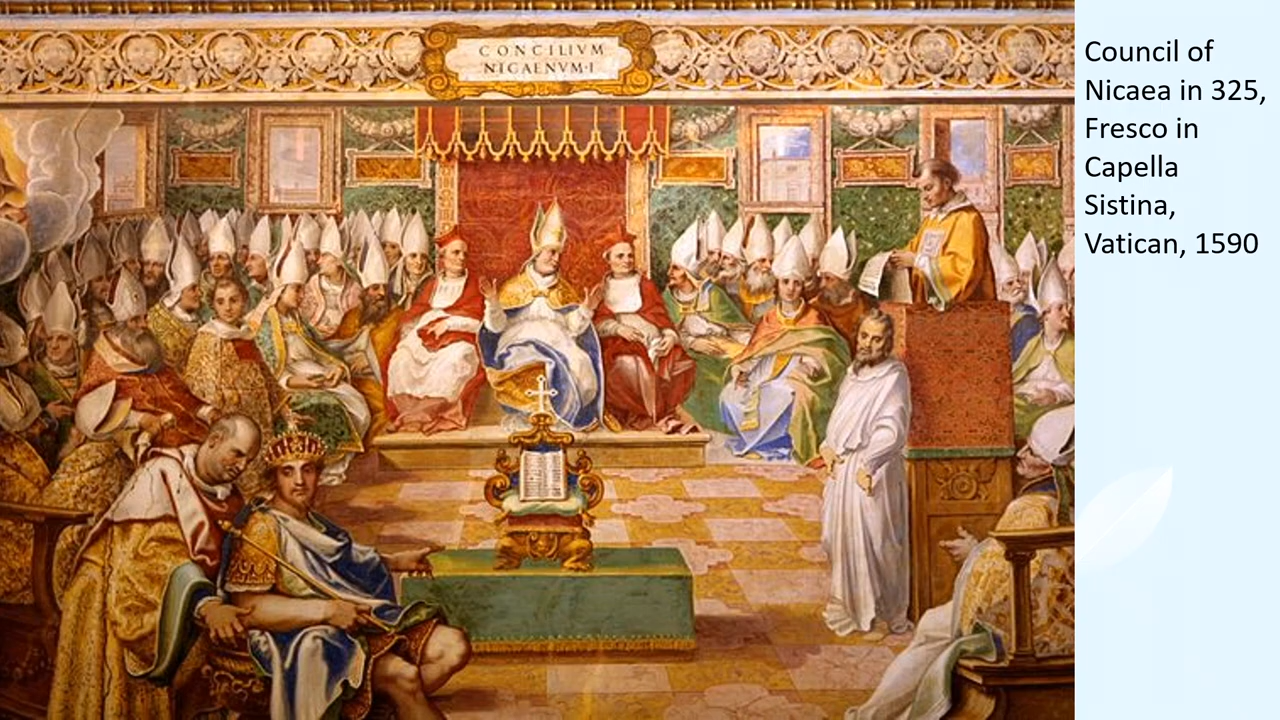 CONCILIVM
NICAENVM·I
Council of
Nicaea in 325,
Fresco in
Capella
Sistina,
Vatican, 1590